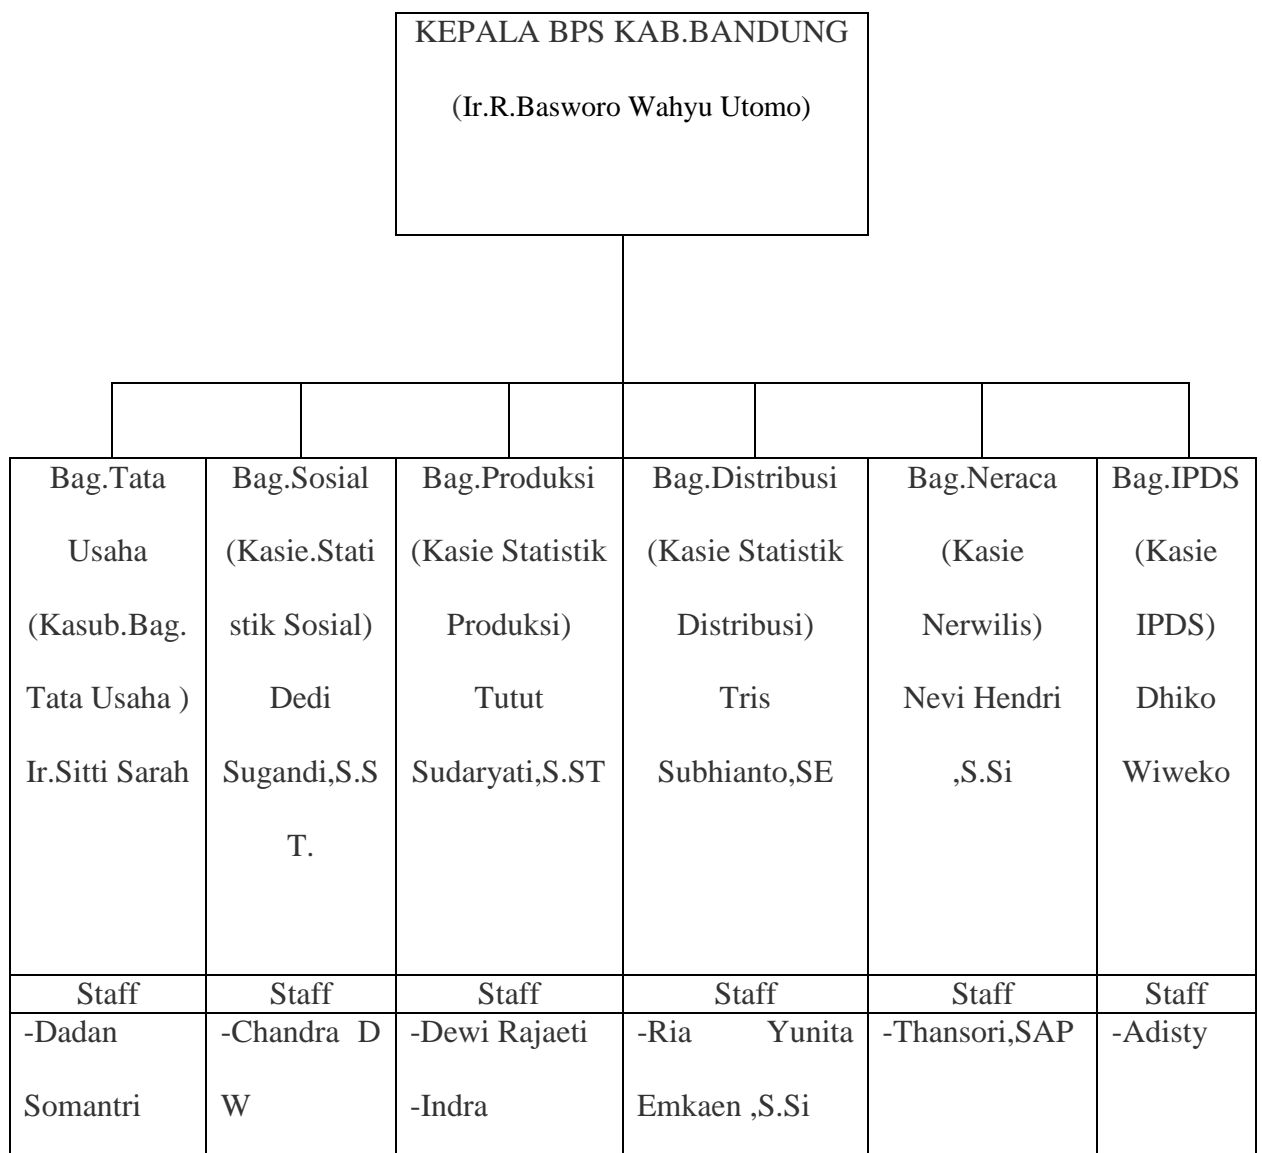 KEPALA BPS KAB.BANDUNG
(Ir.R.Basworo Wahyu Utomo)
Bag.Tata
Usaha
(Kasub.Bag.
Tata Usaha )
Ir.Sitti Sarah
Bag.Sosial
(Kasie.Stati
stik Sosial)
Dedi
Sugandi,S.S
T.
Bag.Produksi
(Kasie Statistik
Produksi)
Tutut
Sudaryati,S.ST
Bag.Distribusi
(Kasie Statistik
Distribusi)
Tris
Subhianto,SE
Bag.Neraca
(Kasie
Nerwilis)
Nevi Hendri
,S.Si
Bag.IPDS
(Kasie
IPDS)
Dhiko
Wiweko
Staff
Staff
Staff
Staff
Staff
Staff
-Dadan
Somantri
-Chandra D
W
-Dewi Rajaeti
-Indra
-Ria Yunita
Emkaen ,S.Si
-Thansori,SAP
-Adisty